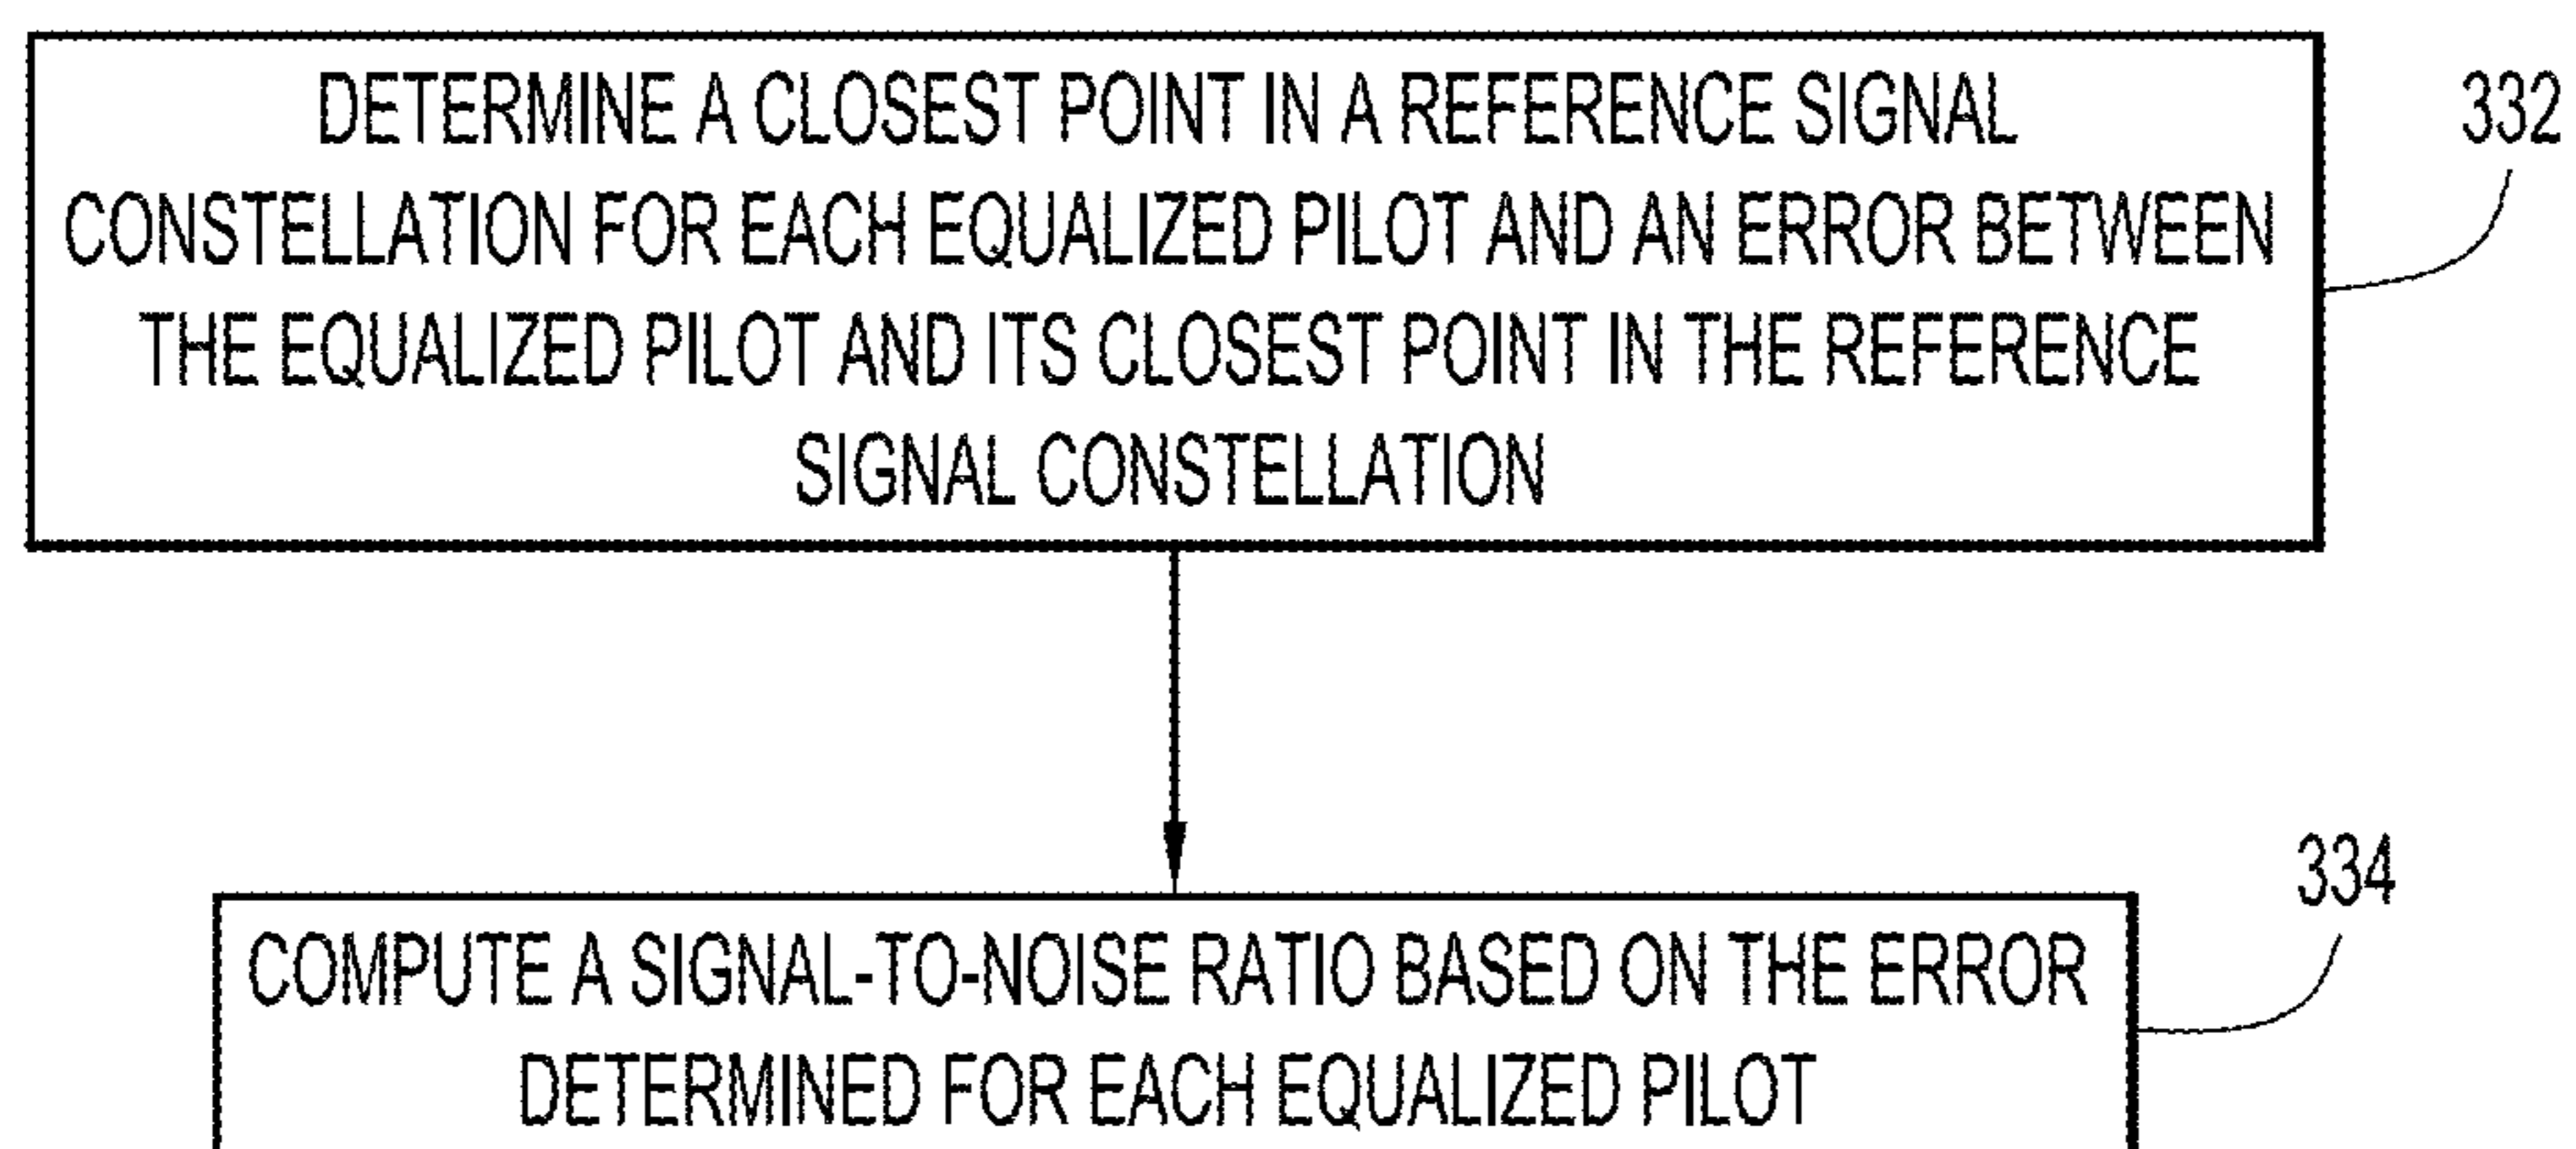 DETERMINE A CLOSEST POINT IN A REFERENCE SIGNAL
CONSTELLATION FOR EACH EQUALIZED PILOT AND AN ERROR BETWEEN
THE EQUALIZED PILOT AND ITS CLOSEST POINT IN THE REFERENCE
SIGNAL CONSTELLATION
332
334
COMPUTE A SIGNAL-TO-NOISE RATIO BASED ON THE ERROR
DETERMINED FOR EACH EQUALIZED PILOT